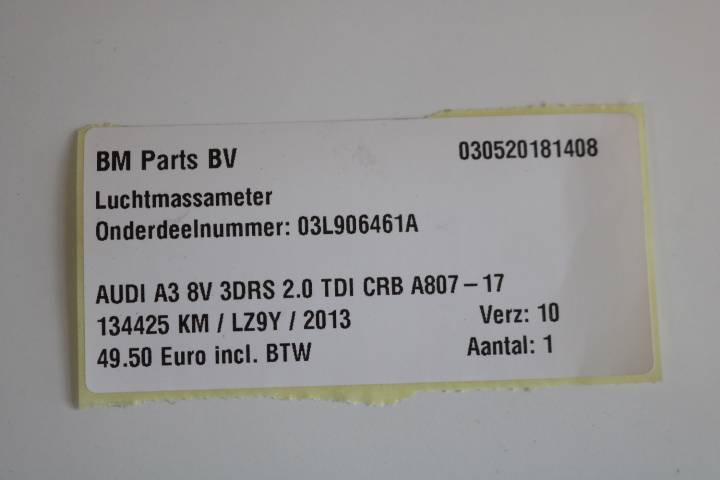 BM Parts BV 030520181408
Luchtmassameter
Onderdeelnummer: 03L906461A
AUDI A3 8V 3DRS 2.0 TDI CRB A807 – 17
134425 KM / LZ9Y / 2013 Verz: 10
49.50 Euro incl. BTW Aantal: 1